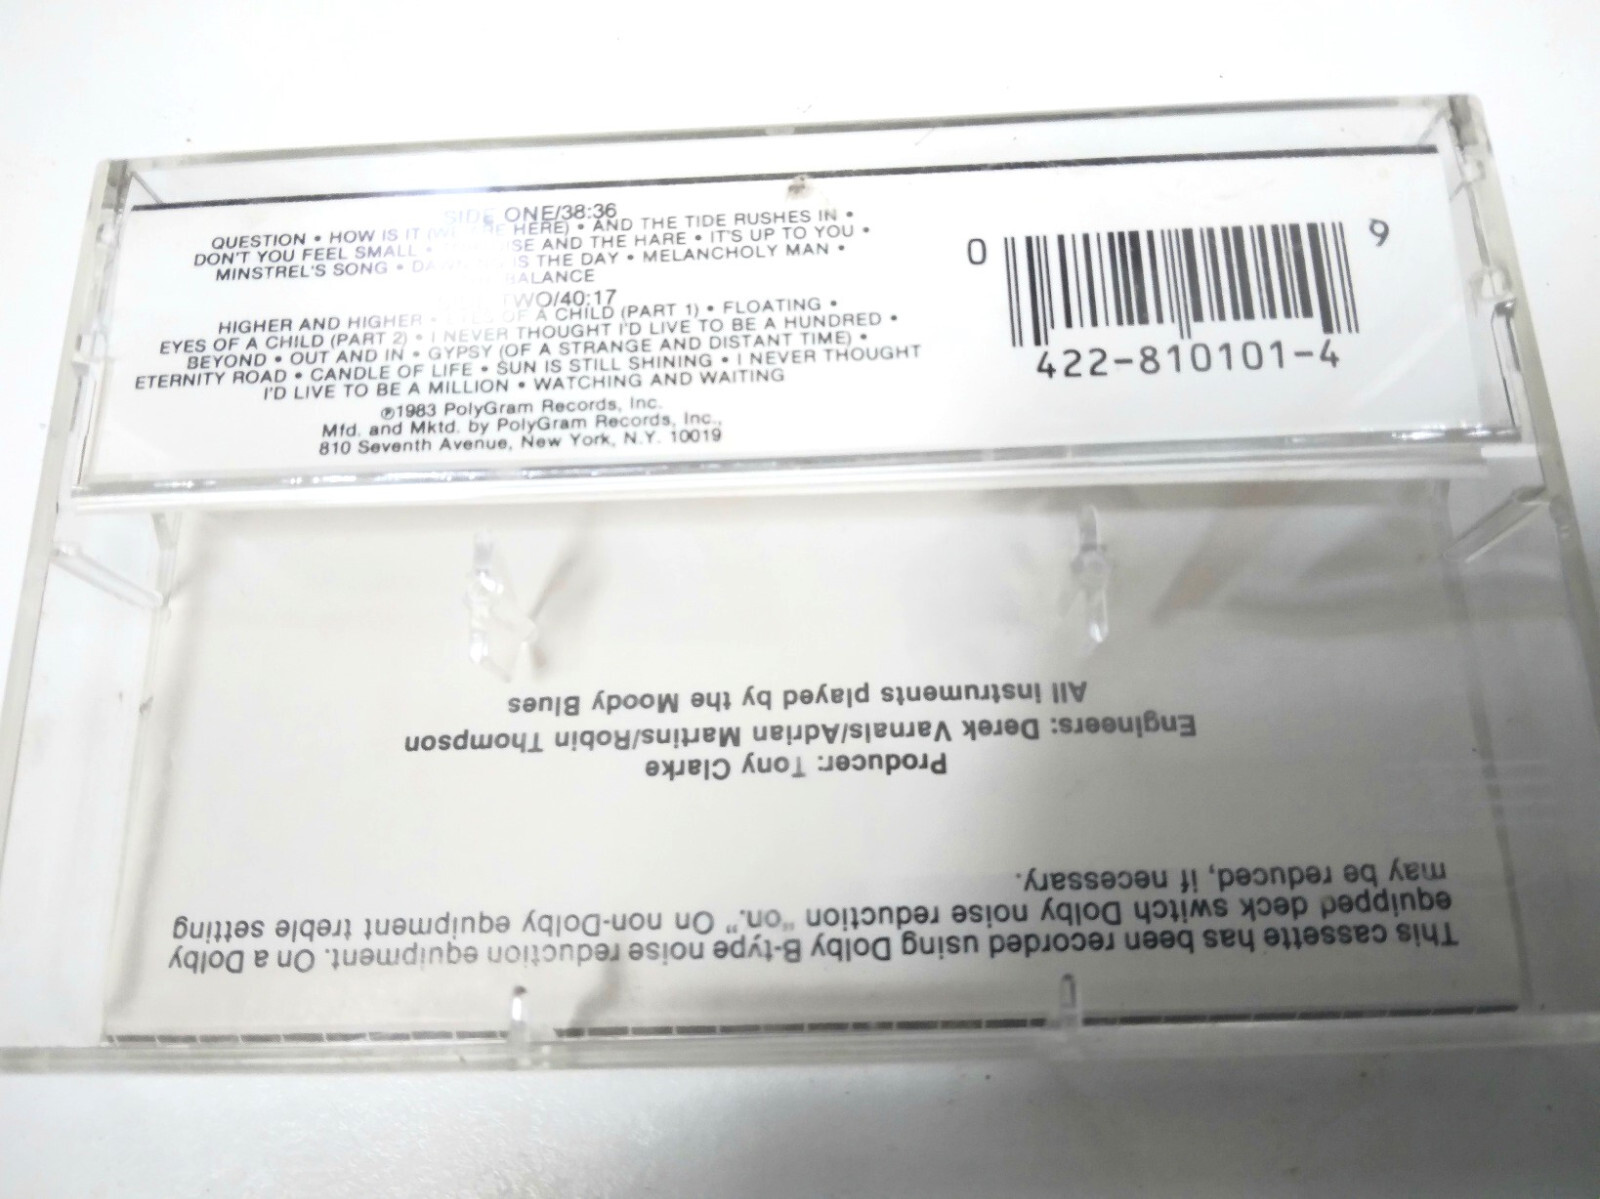 SIDE ONE/38:36
QUESTION • HOW IS IT (WE ARE HERE) • AND THE TIDE RUSHES IN •
DON'T YOU FEEL SMALL • AND THE HARE • IT'S UP TO YOU •
MINSTREL'S SONG • IS THE DAY • MELANCHOLY MAN •
BALANCE
TWO/40:17
HIGHER AND HIGHER • EYES OF A CHILD (PART 1) • FLOATING •
EYES OF A CHILD (PART 2) • I NEVER THOUGHT I'D LIVE TO BE A HUNDRED •
BEYOND • OUT AND IN • GYPSY (OF A STRANGE AND DISTANT TIME) •
ETERNITY ROAD • CANDLE OF LIFE • SUN IS STILL SHINING • I NEVER THOUGHT
I'D LIVE TO BE A MILLION • WATCHING AND WAITING
℗1983 PolyGram Records, Inc.
Mfd. and Mktd. by PolyGram Records, Inc.,
810 Seventh Avenue, New York, N.Y. 10019
0 9
422-810101-4
This cassette has been recorded using Dolby B-type noise reduction equipment. On a Dolby
equipped deck switch Dolby noise reduction "on." On non-Dolby equipment treble setting
may be reduced, if necessary.
Producer: Tony Clarke
Engineers: Derek Varnals/Adrian Martins/Robin Thompson
All instruments played by the Moody Blues